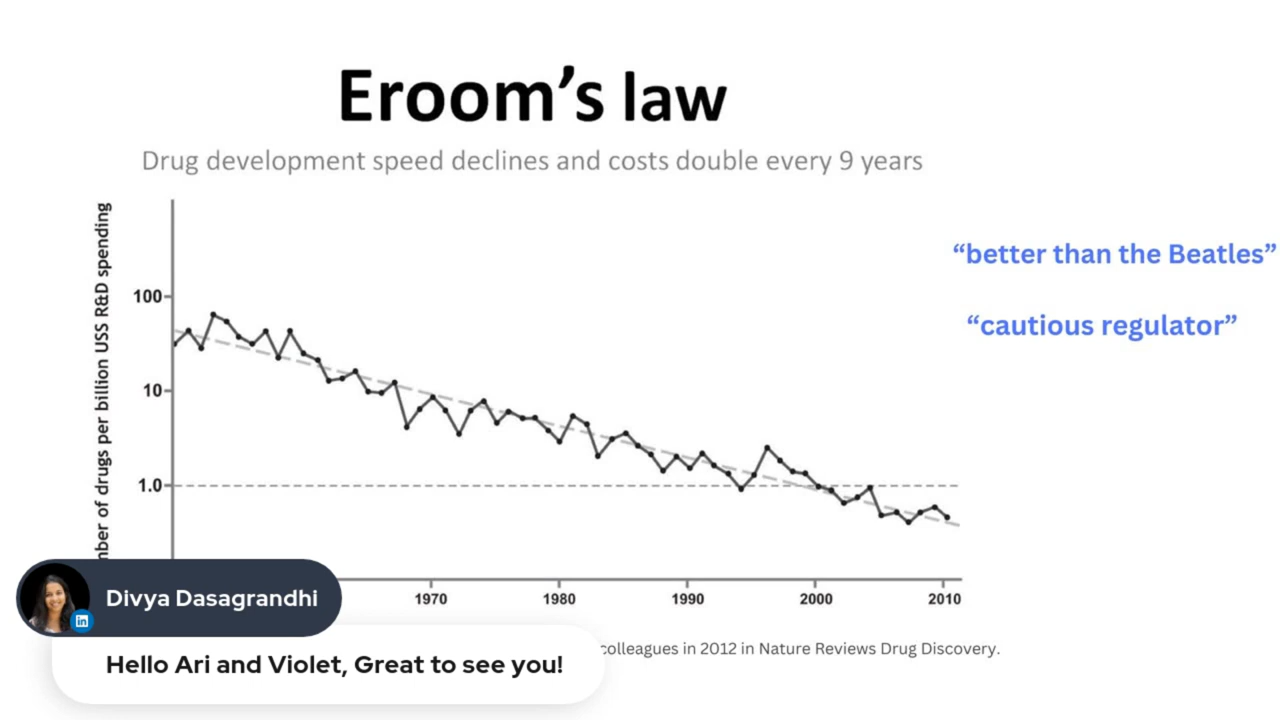 Eroom’s law
Drug development speed declines and costs double every 9 years
of drugs per billion US$ R&D spending
100
10
1.0
1970
1980
1990
2000
2010
“better than the Beatles”
“cautious regulator”
colleagues in 2012 in Nature Reviews Drug Discovery.
Divya Dasagrandhi
in
Hello Ari and Violet, Great to see you!